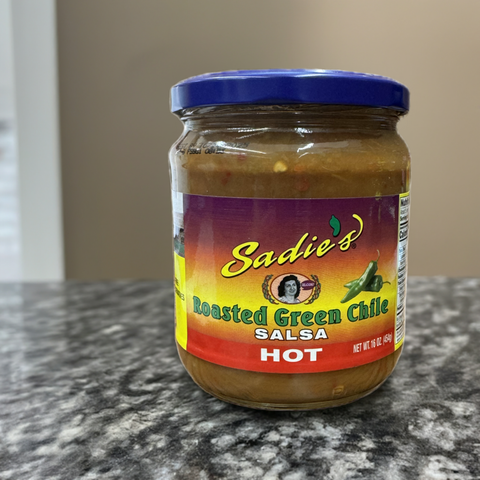 Sadie's
Roasted Green Chile
SALSA
HOT
NET WT. 16 OZ (454g)